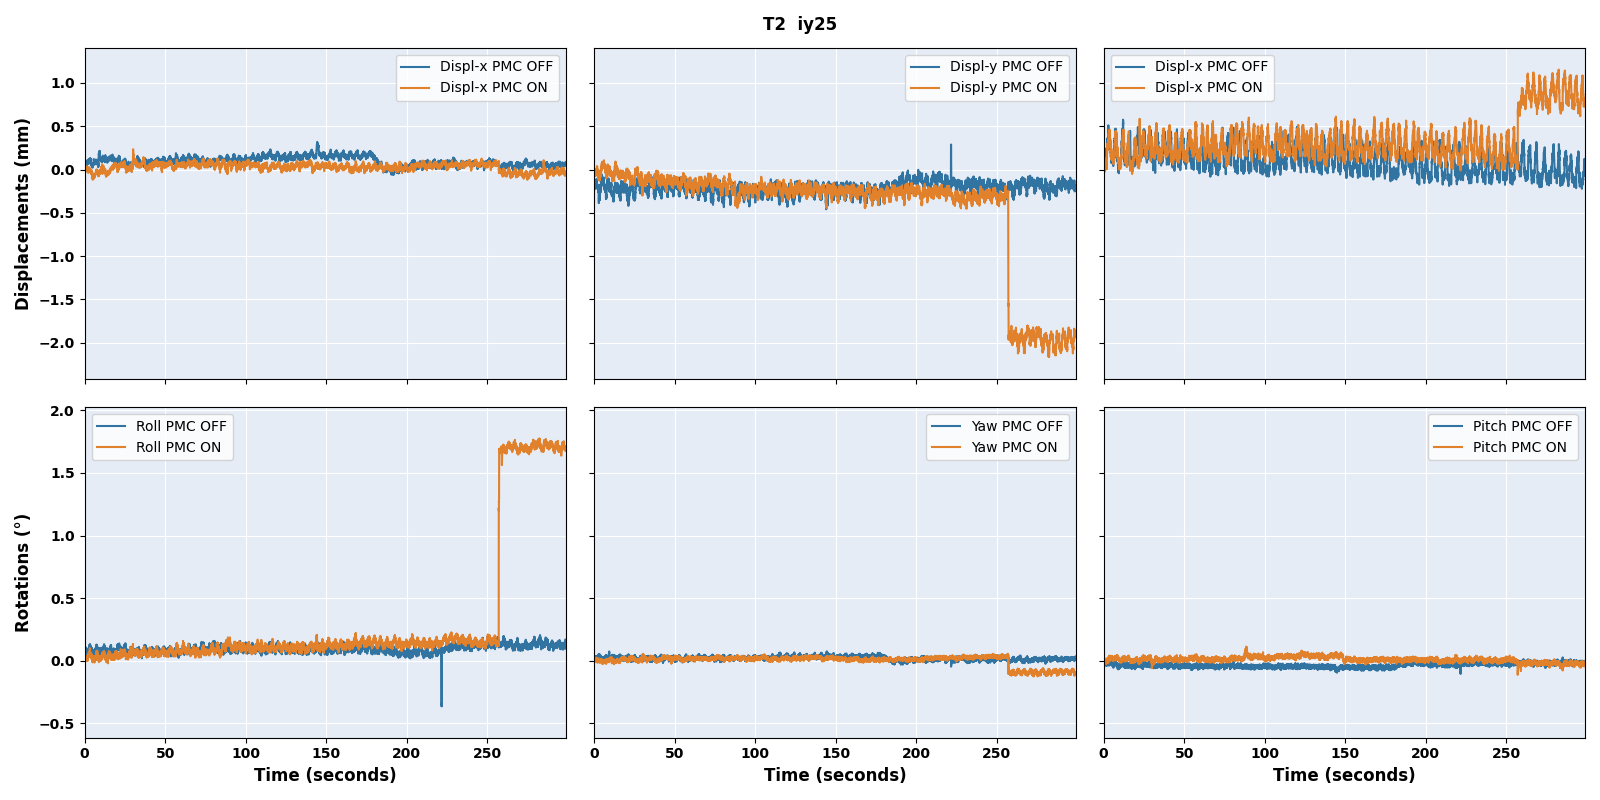 T2  iy25
Displacements (mm)
1.0
0.5
0.0
−0.5
−1.0
−1.5
−2.0
Displ-x PMC OFF
Displ-x PMC ON
Displ-y PMC OFF
Displ-y PMC ON
Displ-x PMC OFF
Displ-x PMC ON
Rotations (°)
2.0
1.5
1.0
0.5
0.0
−0.5
Roll PMC OFF
Roll PMC ON
Yaw PMC OFF
Yaw PMC ON
Pitch PMC OFF
Pitch PMC ON
0 50 100 150 200 250
0 50 100 150 200 250
0 50 100 150 200 250
Time (seconds)
Time (seconds)
Time (seconds)